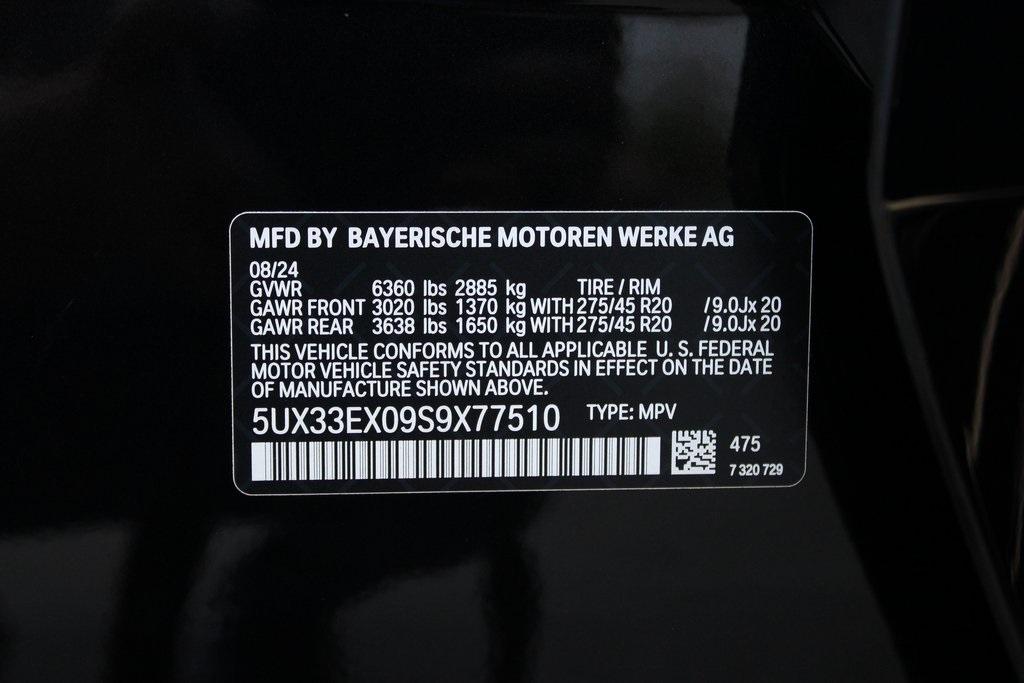 MFD BY BAYERISCHE MOTOREN WERKE AG
08/24
GVWR 6360 lbs 2885 kg TIRE / RIM
GAWR FRONT 3020 lbs 1370 kg WITH 275/45 R20 /9.0Jx 20
GAWR REAR 3638 lbs 1650 kg WITH 275/45 R20 /9.0Jx 20
THIS VEHICLE CONFORMS TO ALL APPLICABLE U. S. FEDERAL
MOTOR VEHICLE SAFETY STANDARDS IN EFFECT ON THE DATE
OF MANUFACTURE SHOWN ABOVE.
5UX33EX09S9X77510 TYPE: MPV
475
7 320 729